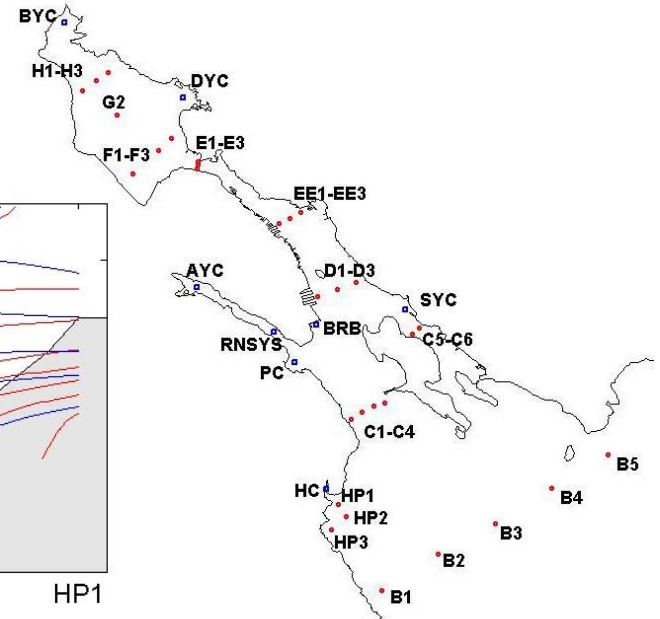 BYC
H1-H3
DYC
G2
E1-E3
F1-F3
EE1-EE3
AYC
D1-D3
SYC
RNSYS
BRB
C5-C6
PC
C1-C4
B5
HC
HP1
B4
HP2
B3
HP3
B2
HP1
B1